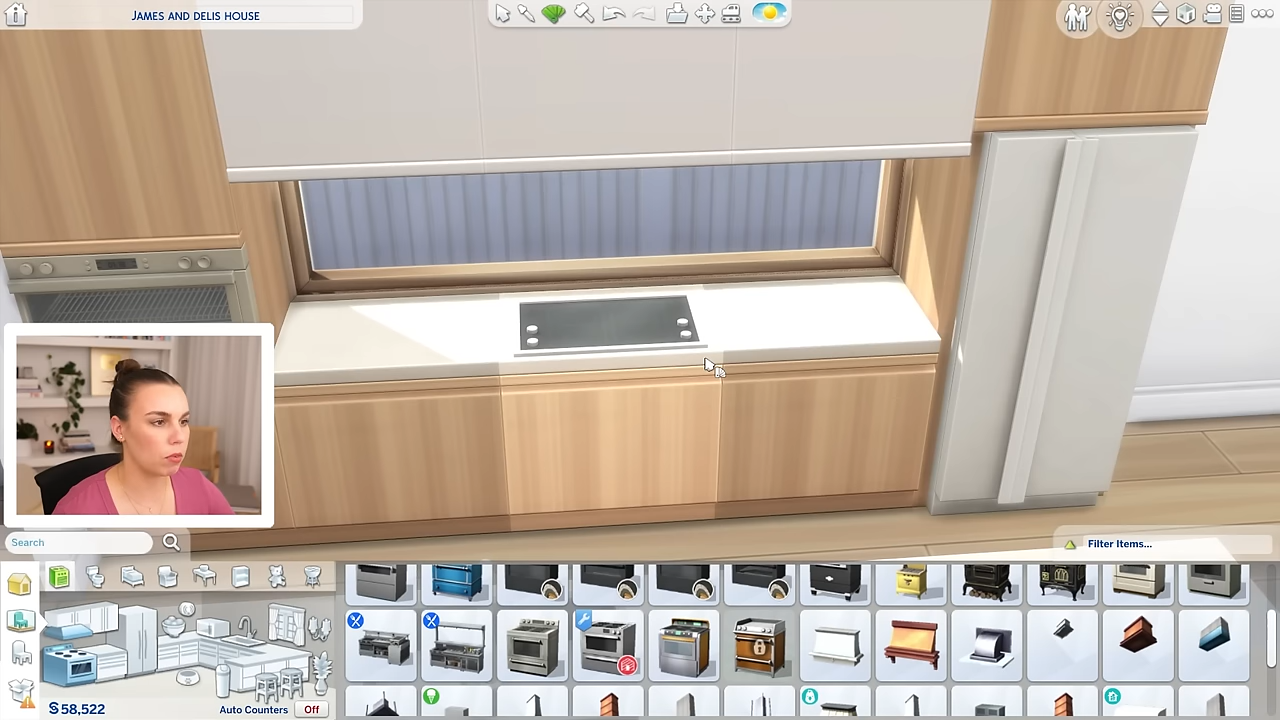 JAMES AND DELIS HOUSE
Search
Filter Items...
§58,522
Auto Counters
Off